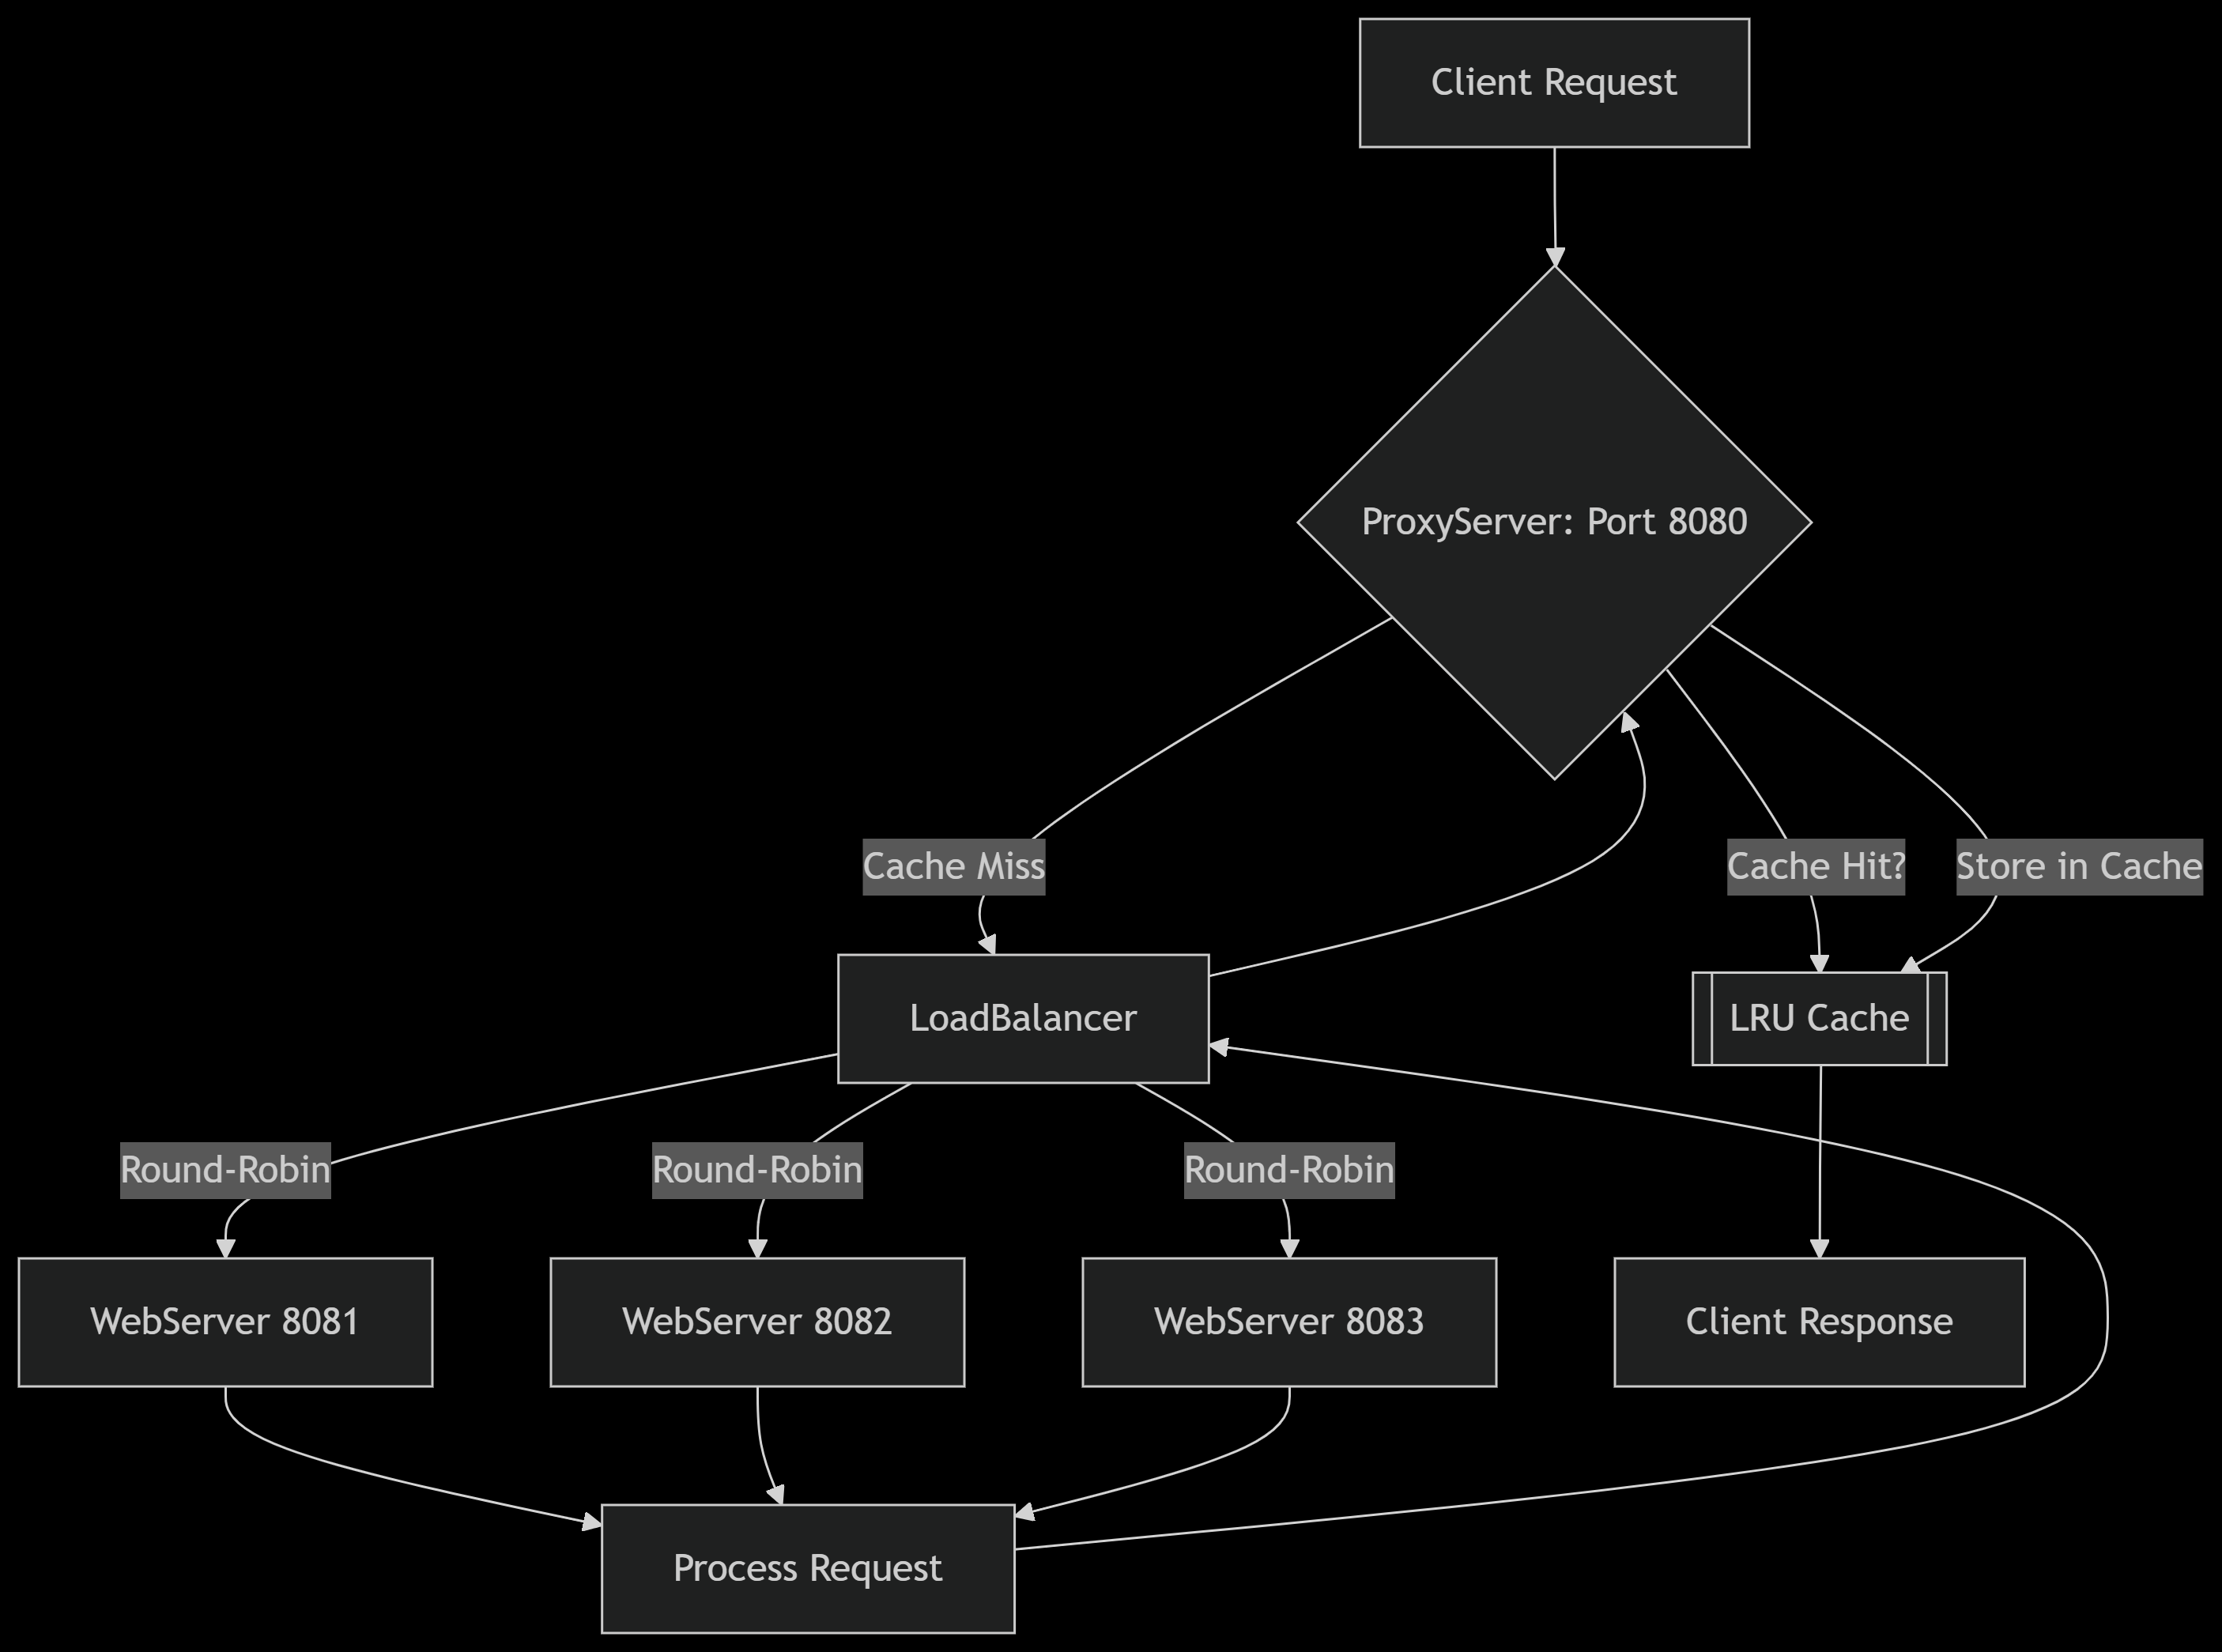 Client Request
ProxyServer: Port 8080
Cache Miss
Cache Hit?
Store in Cache
LoadBalancer
LRU Cache
Round-Robin
Round-Robin
Round-Robin
WebServer 8081
WebServer 8082
WebServer 8083
Client Response
Process Request